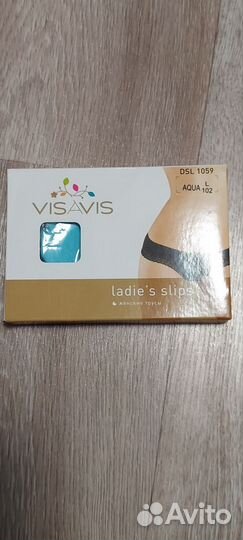 DSL 1059
AQUA L
102
VISAVIS
ladie's slips
женские трусы
Avito